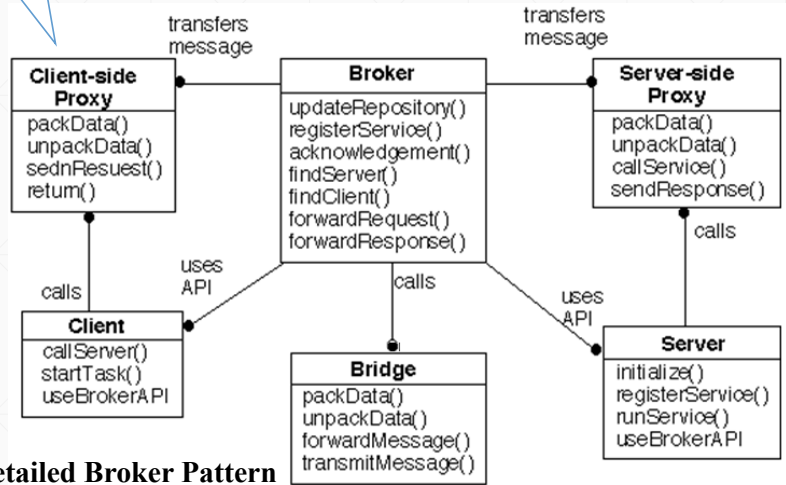 transfers
message
transfers
message
Client-side
Proxy
packData()
unpackData()
sednResuest()
return()
Broker
updateRepository()
registerService()
acknowledgement()
findServer()
findClient()
forwardRequest()
forwardResponse()
Server-side
Proxy
packData()
unpackData()
callService()
sendResponse()
calls
uses
API
calls
uses
API
calls
Client
callServer()
startTask()
useBrokerAPI
Bridge
packData()
unpackData()
forwardMessage()
transmitMessage()
Server
initialize()
registerService()
runService()
useBrokerAPI
etailed Broker Pattern